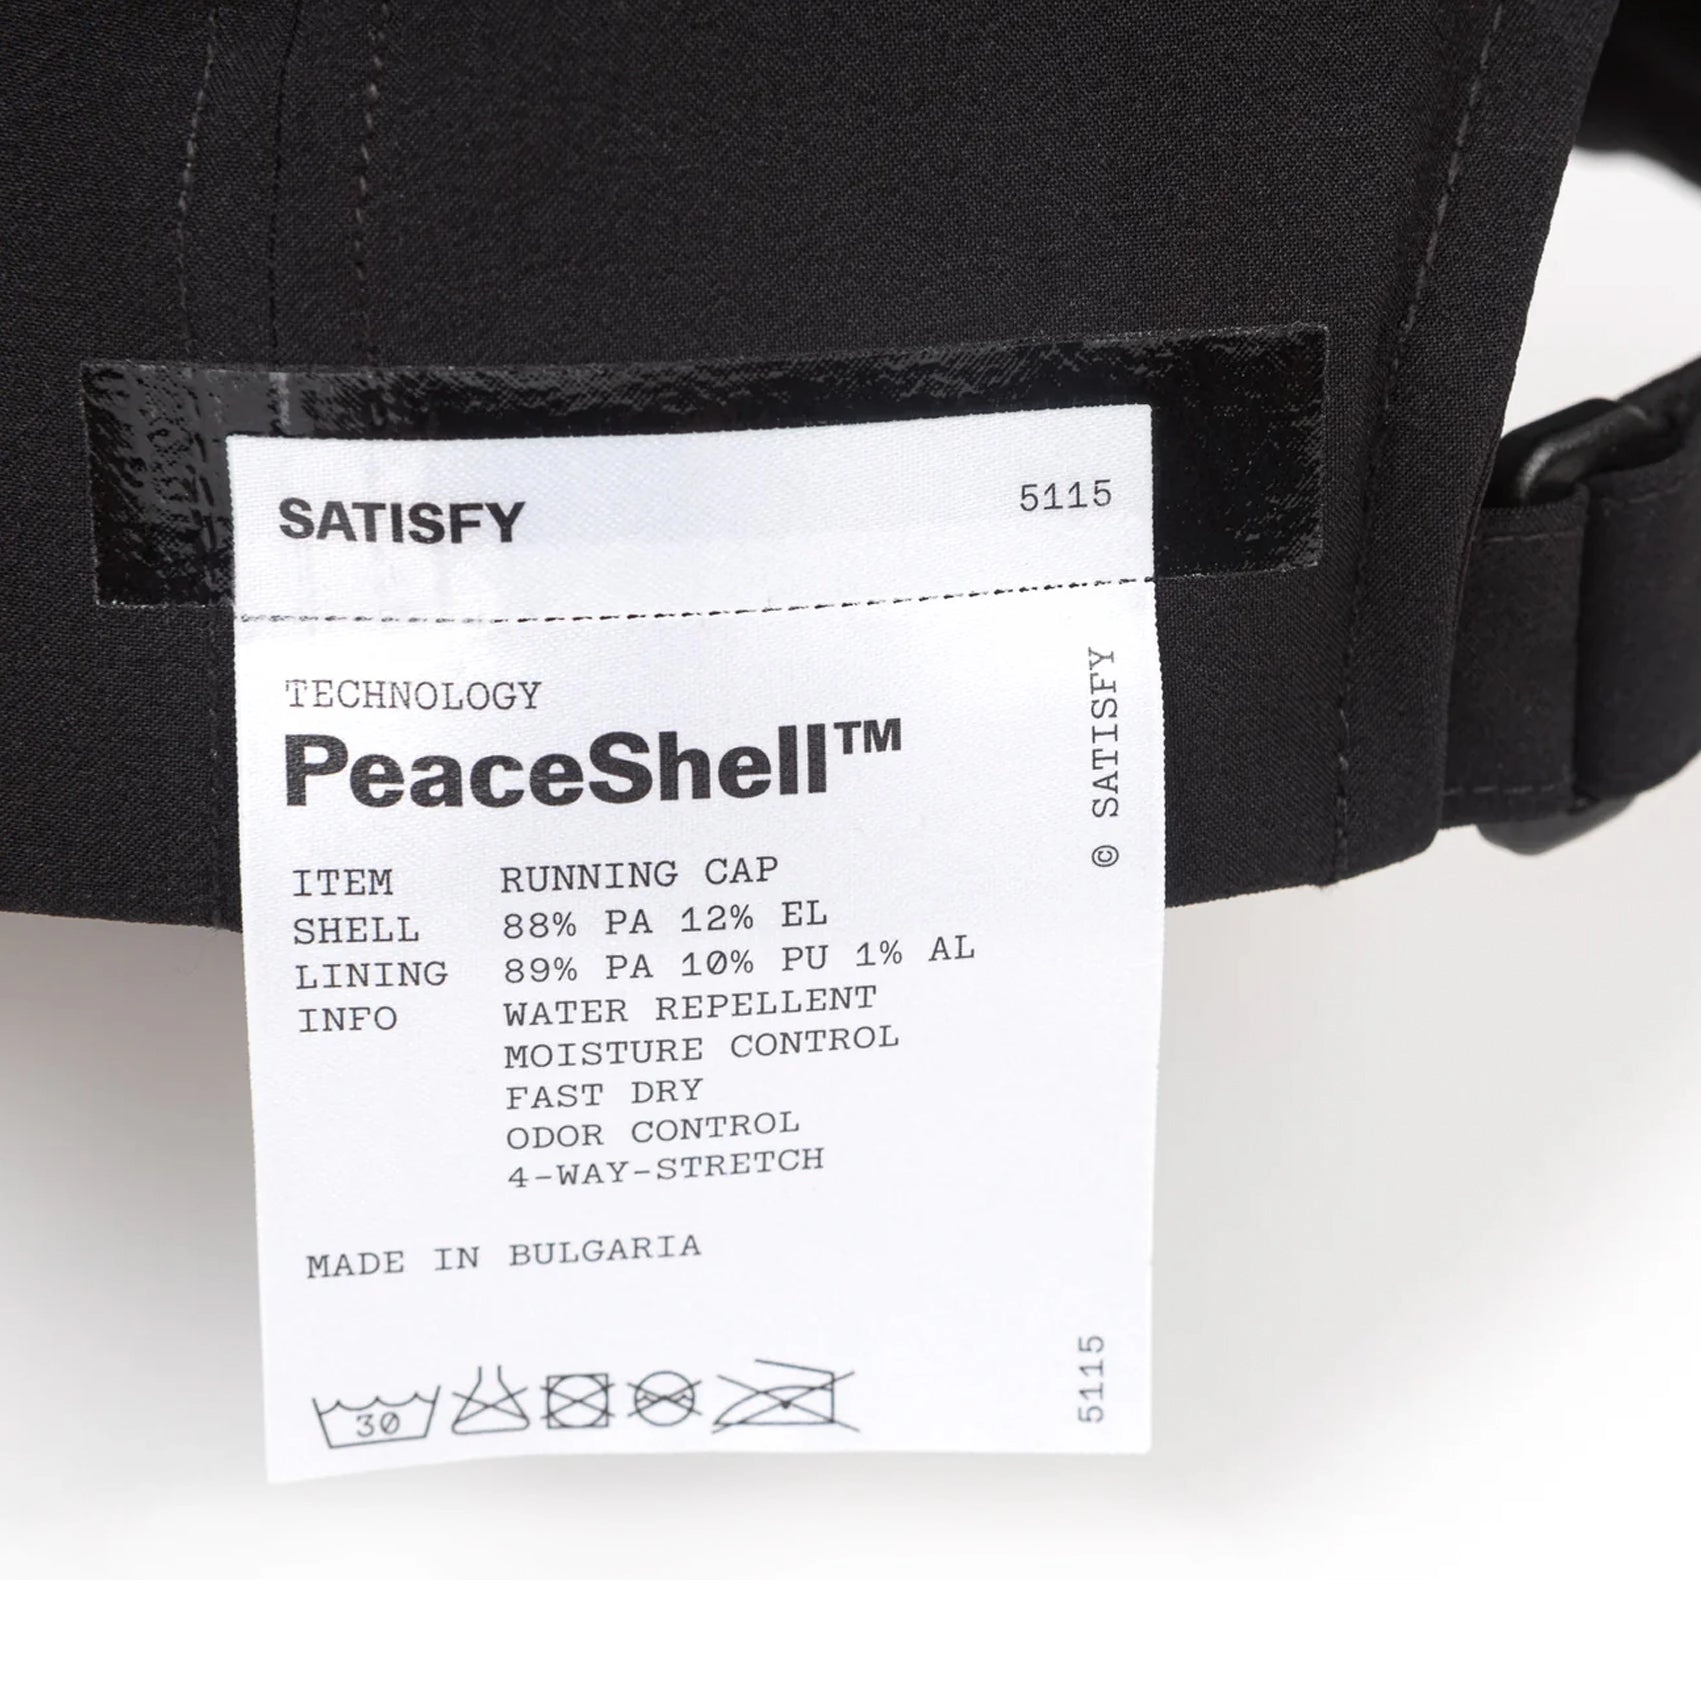 SATISFY 5115
TECHNOLOGY
PeaceShell™
© SATISFY
ITEM RUNNING CAP
SHELL 88% PA 12% EL
LINING 89% PA 10% PU 1% AL
INFO WATER REPELLENT
MOISTURE CONTROL
FAST DRY
ODOR CONTROL
4-WAY-STRETCH
MADE IN BULGARIA
30
5115